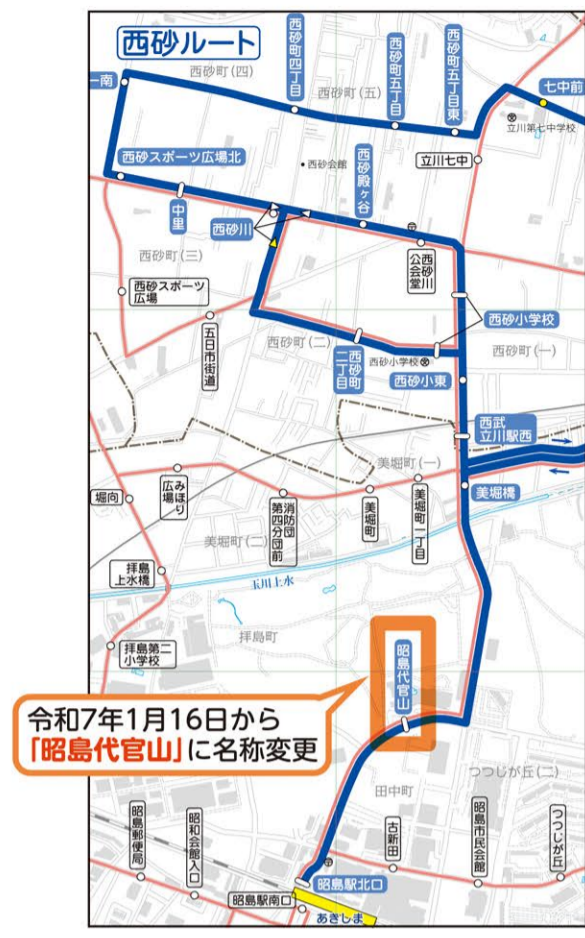 西砂ルート
西砂町(四)
西砂町四丁目
西砂町(五)
西砂町五丁目
西砂町五丁目東
七中前
一南
立川第七中学校
立川七中
西砂スポーツ広場北
西砂会館
西砂殿ヶ谷
中里
西砂川
西砂町(三)
西砂川
公会堂
西砂スポーツ
広場
五日市街道
西砂町(二)
西砂町
二丁目
西砂小学校
西砂小学校
西砂町(一)
西砂小東
西武
立川駅西
美堀町(一)
美堀橋
堀向
みほり
広場
消防団
第四分団前
美堀町
美堀町一丁目
美堀町(二)
拝島
上水橋
玉川上水
拝島町
拝島第二
小学校
昭島代官山
令和7年1月16日から
「昭島代官山」に名称変更
つつじが丘(二)
田中町
昭島郵便局
昭和会館入口
古新田
昭島市民会館
つつじが丘
昭島駅北口
昭島駅南口
あきしま